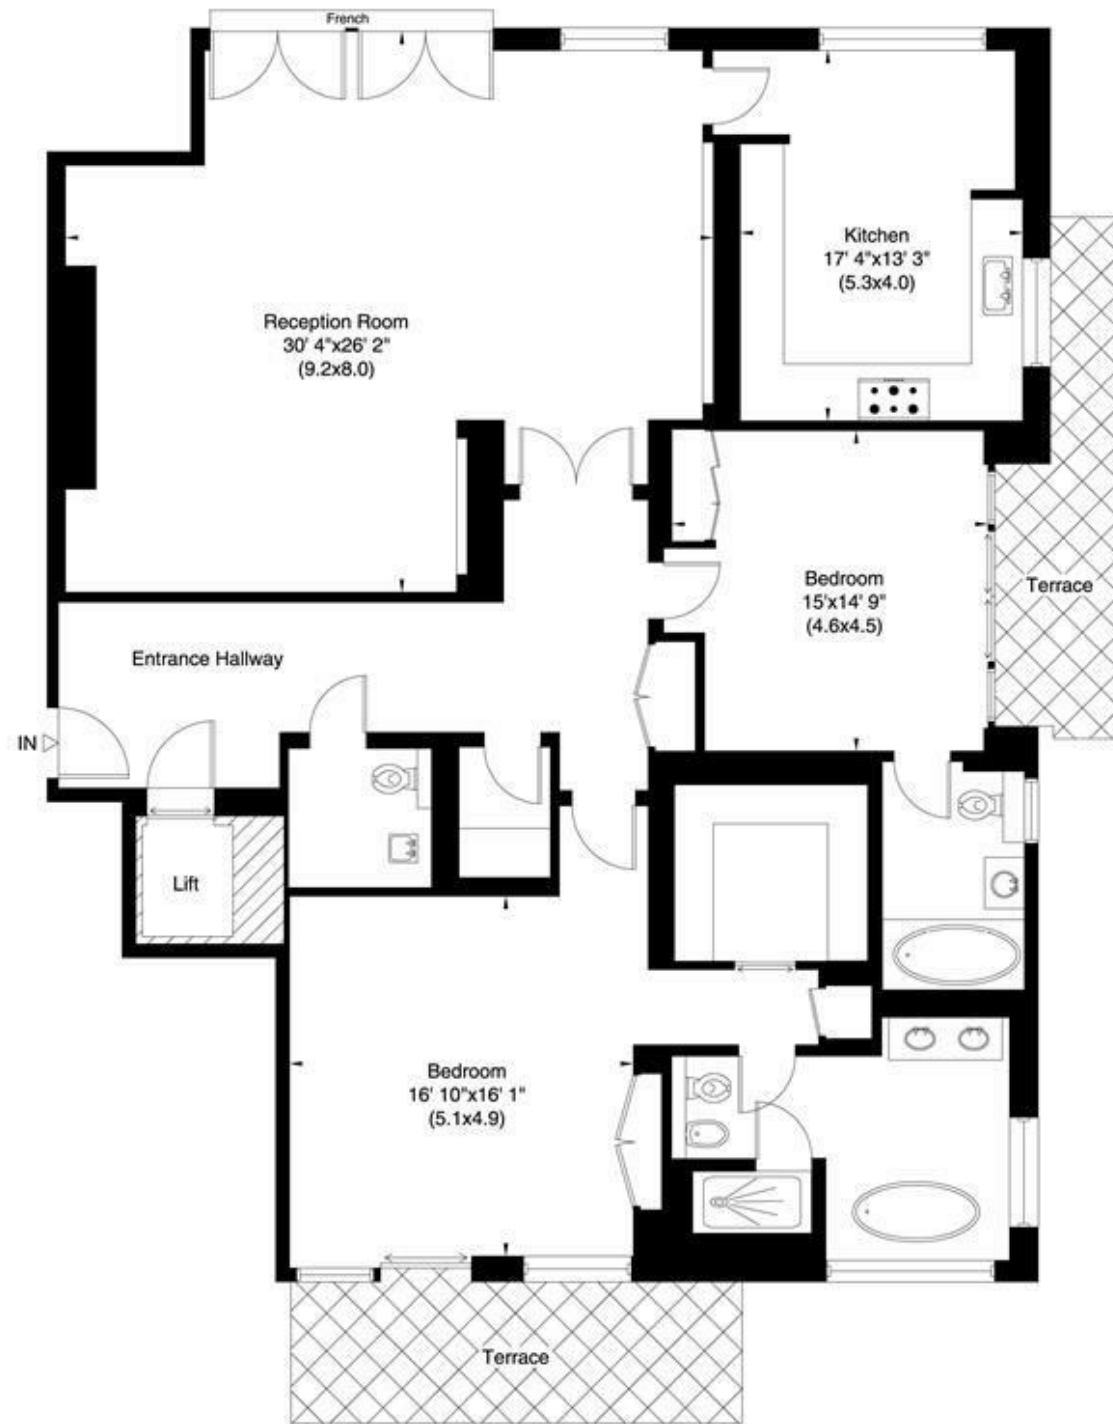 French
Kitchen
17' 4"x13' 3"
(5.3x4.0)
Reception Room
30' 4"x26' 2"
(9.2x8.0)
Bedroom
15'x14' 9"
(4.6x4.5)
Terrace
Entrance Hallway
IN
Lift
Bedroom
16' 10"x16' 1"
(5.1x4.9)
Terrace